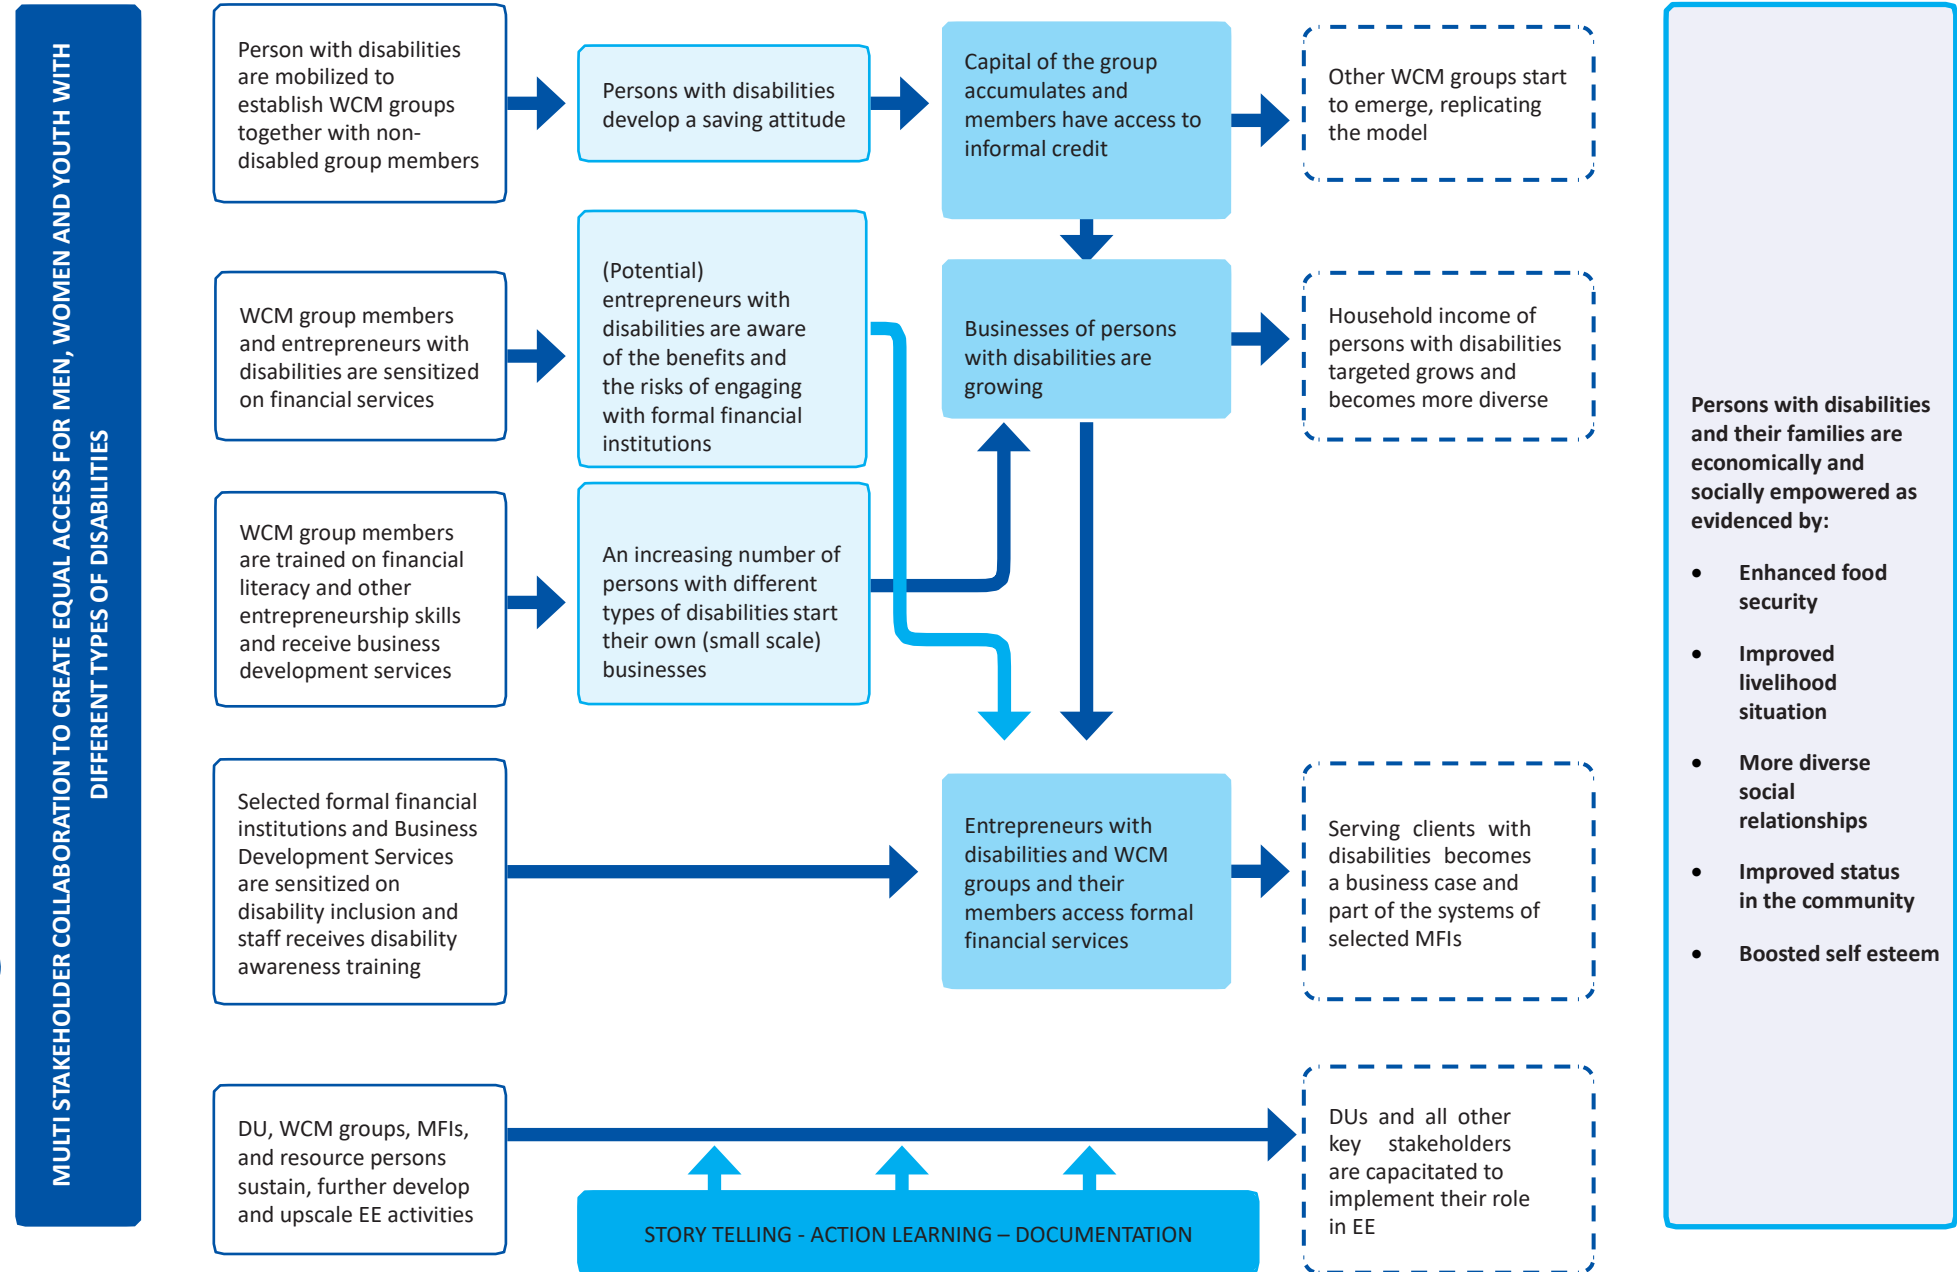 MULTI STAKEHOLDER COLLABORATION TO CREATE EQUAL ACCESS FOR MEN, WOMEN AND YOUTH WITH
DIFFERENT TYPES OF DISABILITIES
Person with disabilities
are mobilized to
establish WCM groups
together with non-
disabled group members
Persons with disabilities
develop a saving attitude
Capital of the group
accumulates and
members have access to
informal credit
Other WCM groups start
to emerge, replicating
the model
WCM group members
and entrepreneurs with
disabilities are sensitized
on financial services
(Potential)
entrepreneurs with
disabilities are aware
of the benefits and
the risks of engaging
with formal financial
institutions
Businesses of persons
with disabilities are
growing
Household income of
persons with disabilities
targeted grows and
becomes more diverse
WCM group members
are trained on financial
literacy and other
entrepreneurship skills
and receive business
development services
An increasing number of
persons with different
types of disabilities start
their own (small scale)
businesses
Selected formal financial
institutions and Business
Development Services
are sensitized on
disability inclusion and
staff receives disability
awareness training
Entrepreneurs with
disabilities and WCM
groups and their
members access formal
financial services
Serving clients with
disabilities becomes
a business case and
part of the systems of
selected MFIs
DU, WCM groups, MFIs,
and resource persons
sustain, further develop
and upscale EE activities
STORY TELLING - ACTION LEARNING – DOCUMENTATION
DUs and all other
key stakeholders
are capacitated to
implement their role
in EE
Persons with disabilities
and their families are
economically and
socially empowered as
evidenced by:
• Enhanced food
security
• Improved
livelihood
situation
• More diverse
social
relationships
• Improved status
in the community
• Boosted self esteem